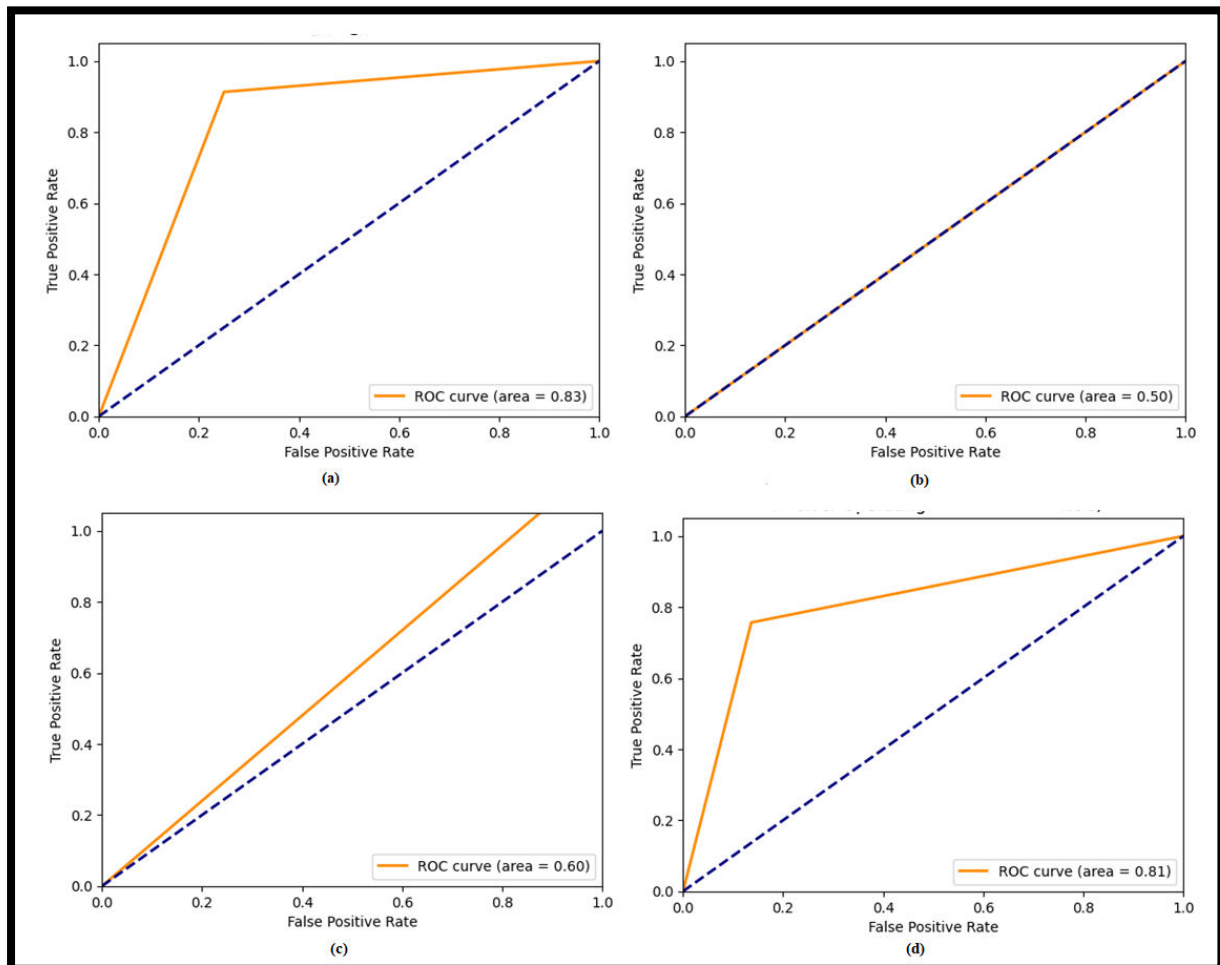 1.0
0.8
0.6
0.4
0.2
0.0
True Positive Rate
ROC curve (area = 0.83)
0.0 0.2 0.4 0.6 0.8 1.0
False Positive Rate
(a)
1.0
0.8
0.6
0.4
0.2
0.0
True Positive Rate
ROC curve (area = 0.50)
0.0 0.2 0.4 0.6 0.8 1.0
False Positive Rate
(b)
1.0
0.8
0.6
0.4
0.2
0.0
True Positive Rate
ROC curve (area = 0.60)
0.0 0.2 0.4 0.6 0.8 1.0
False Positive Rate
(c)
1.0
0.8
0.6
0.4
0.2
0.0
True Positive Rate
ROC curve (area = 0.81)
0.0 0.2 0.4 0.6 0.8 1.0
False Positive Rate
(d)